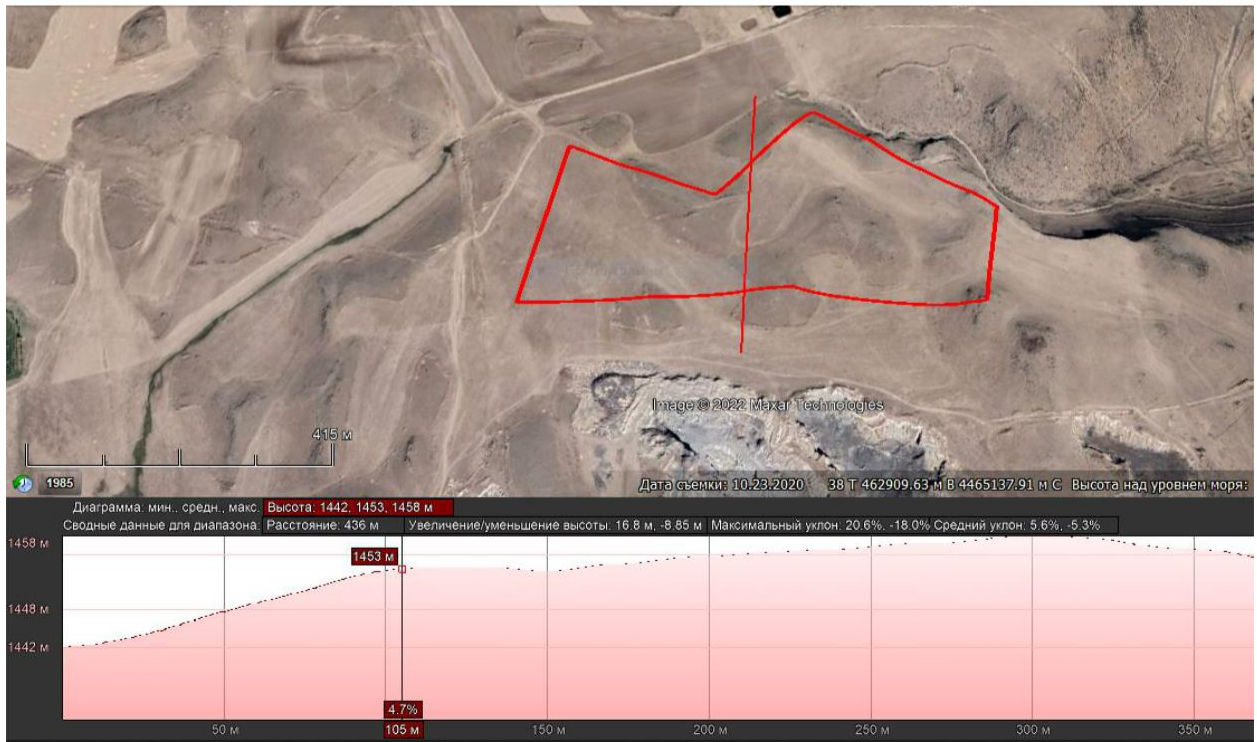 415 м
Image © 2022 Maxar Technologies
1985
Дата съемки: 10.23.2020 38 T 462909.63 м В 4465137.91 м С Высота над уровнем моря:
Диаграмма: мин., средн., макс. Высота: 1442, 1453, 1458 м
Сводные данные для диапазона: Расстояние: 436 м Увеличение/уменьшение высоты: 16.8 м, -8.85 м Максимальный уклон: 20.6%, -18.0% Средний уклон: 5.6%, -5.3%
1458 м
1453 м
1448 м
1442 м
4.7%
50 м 105 м 150 м 200 м 250 м 300 м 350 м